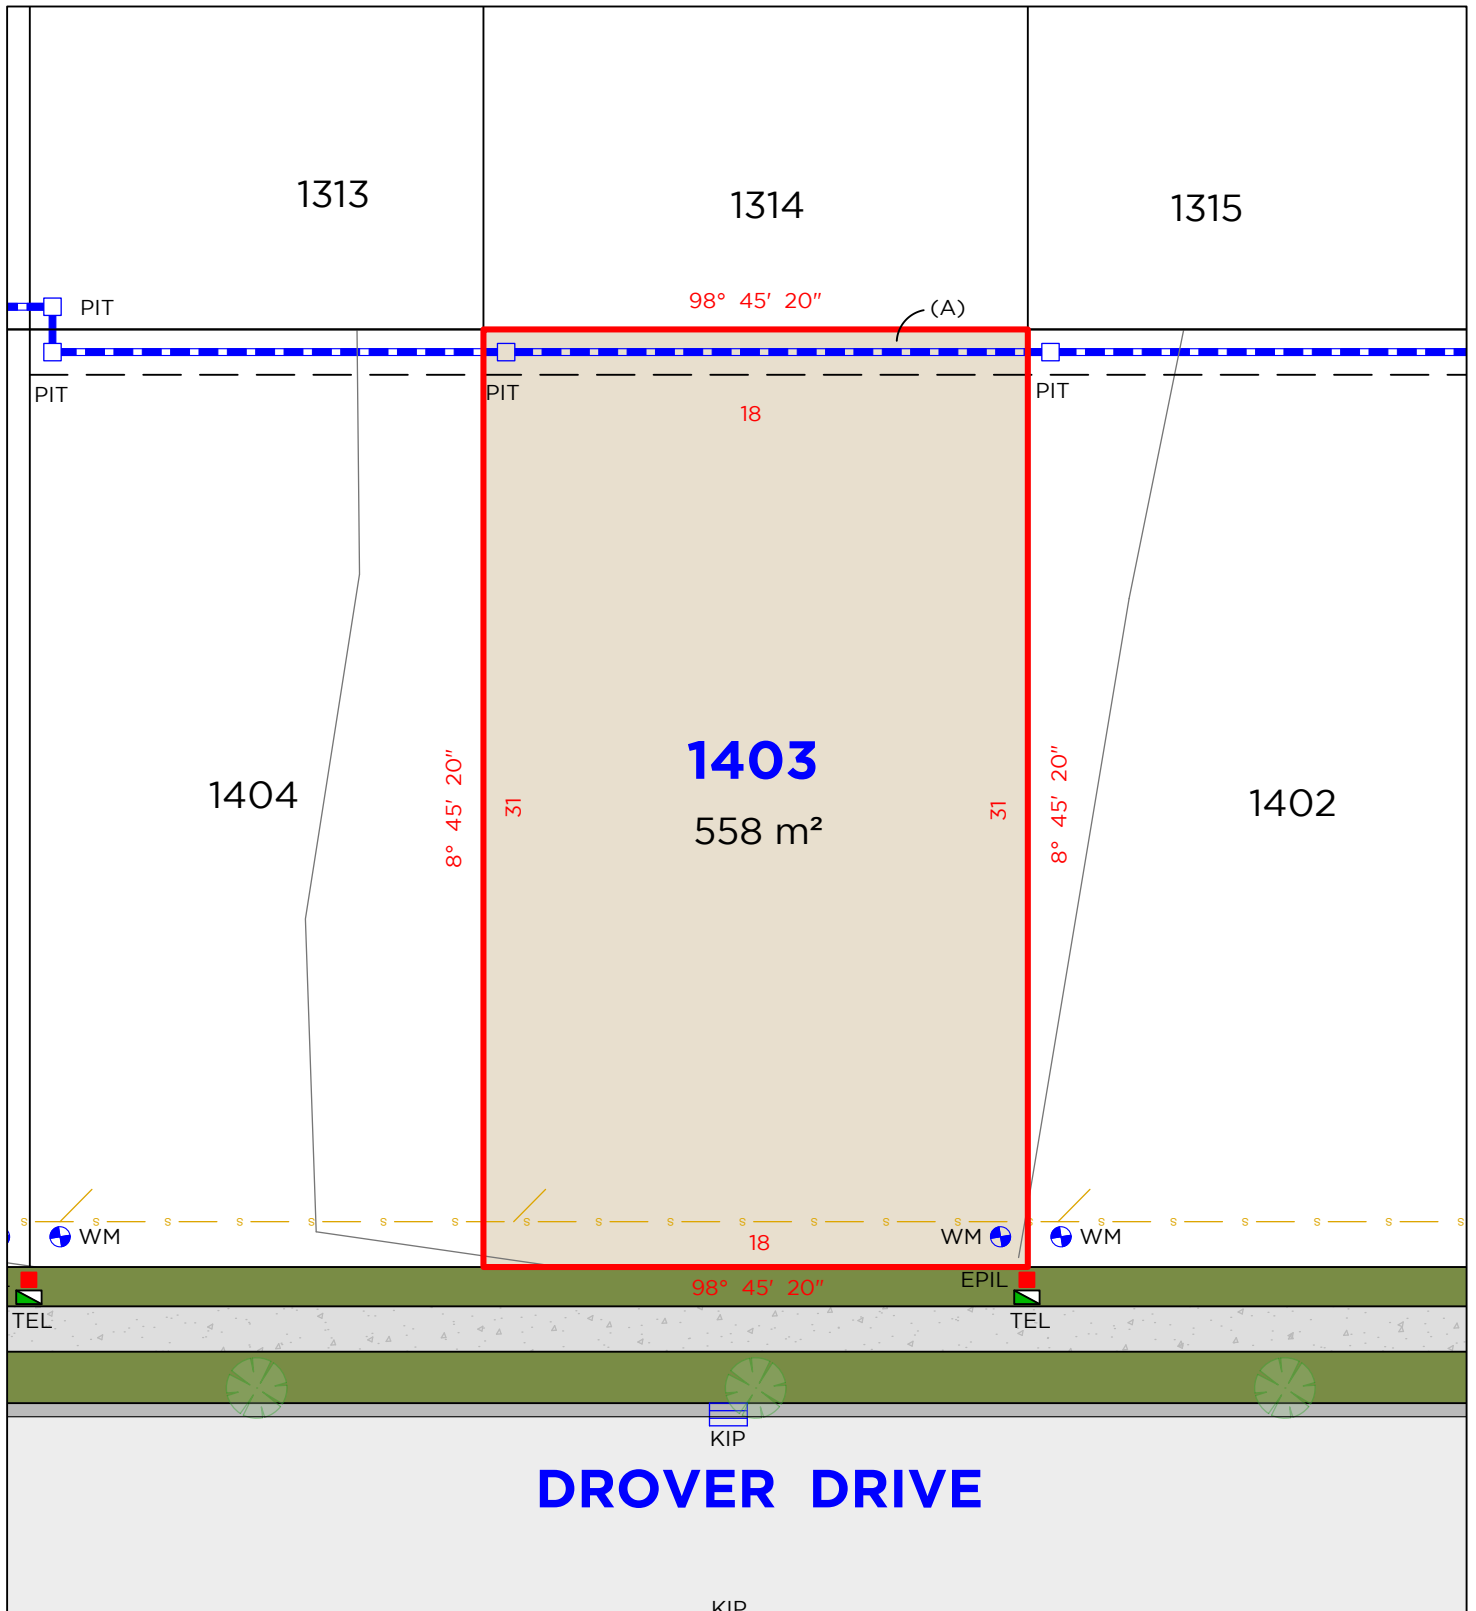 1313
1314
1315
98° 45' 20"
(A)
PIT
PIT
PIT
PIT
18
1403
558 m²
1404
1402
8° 45' 20"
31
31
8° 45' 20"
S S S S S S S S S S S S S S S S S S S S S
WM
18
WM
WM
98° 45' 20"
EPIL
TEL
TEL
KIP
DROVER DRIVE
KIP